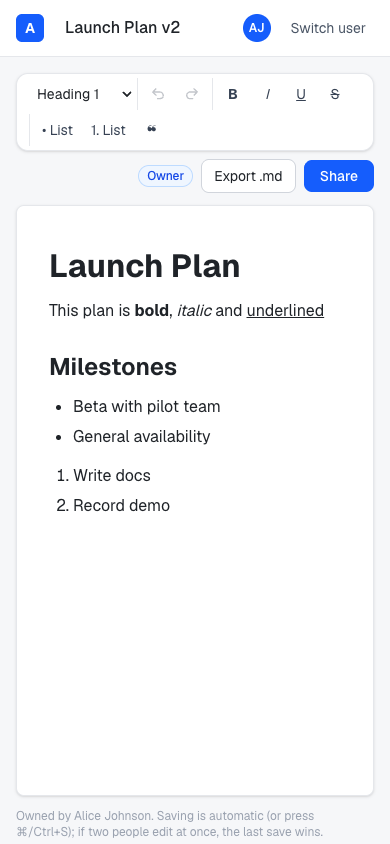 A Launch Plan v2 AJ Switch user
Heading 1 B I U S
• List 1. List ❝
Owner Export .md Share
Launch Plan
This plan is bold, italic and underlined
Milestones
• Beta with pilot team
• General availability
1. Write docs
2. Record demo
Owned by Alice Johnson. Saving is automatic (or press
⌘/Ctrl+S); if two people edit at once, the last save wins.